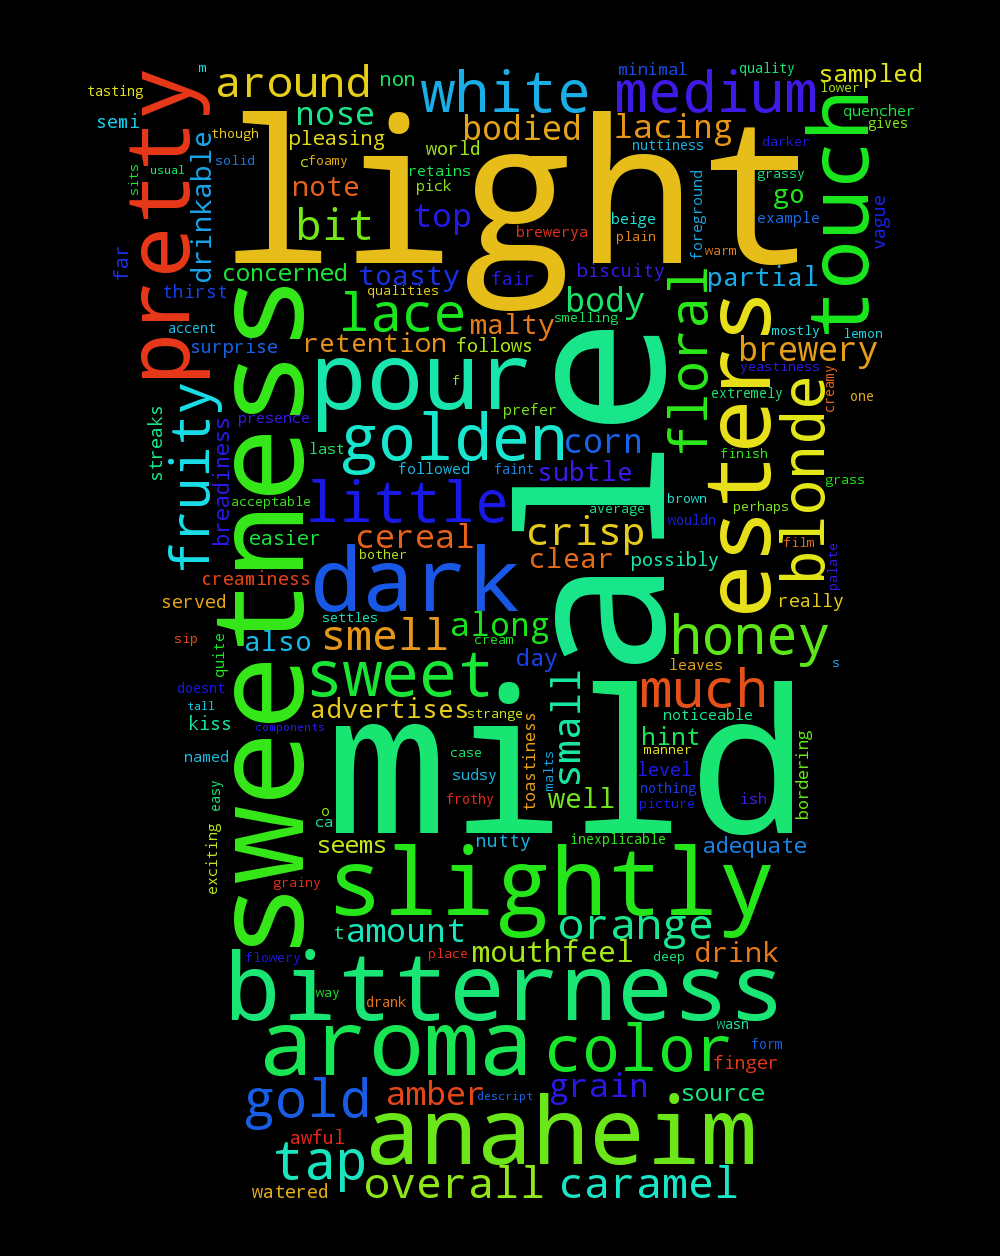 m
tasting
around
non
white
minimal
medium
quality
sampled
lower
semi
pretty
though
nose
pleasing
bodied
lacing
touch
quencher
gives
drinkable
solid
light
c
foamy
world
retains
nuttiness
darker
sits
usual
note
pick
grassy
go
far
bit
top
brewerya
beige
plain
foreground
example
vague
concerned
toasty
fair
biscuity
warm
partial
thirst
qualities
body
accent
lace
malty
smelling
floral
mostly
lemon
surprise
retention
follows
brewery
sweetness
pour
f
ale
esters
yeastiness
creamy
fruity
streaks
prefer
extremely
one
presence
golden
corn
blonde
breadiness
last
followed
faint
subtle
finish
grass
acceptable
little
average
brown
perhaps
easier
cereal
crisp
wouldn
film
palate
bother
clear
possibly
creaminess
dark
served
settles
along
really
sip
quite
also
smell
cream
honey
doesnt
sweet
day
leaves
s
tall
kiss
advertises
strange
small
much
components
toastiness
noticeable
hint
bordering
named
case
manner
mild
sudsy
malts
level
easy
frothy
well
nothing
picture
ish
exciting
o
ca
seems
nutty
inexplicable
adequate
grainy
slightly
t
amount
orange
flowery
place
mouthfeel
deep
drink
bitterness
way
drank
aroma
color
wasn
form
finger
gold
amber
descript
grain
source
anaheim
awful
tap
watered
overall
caramel